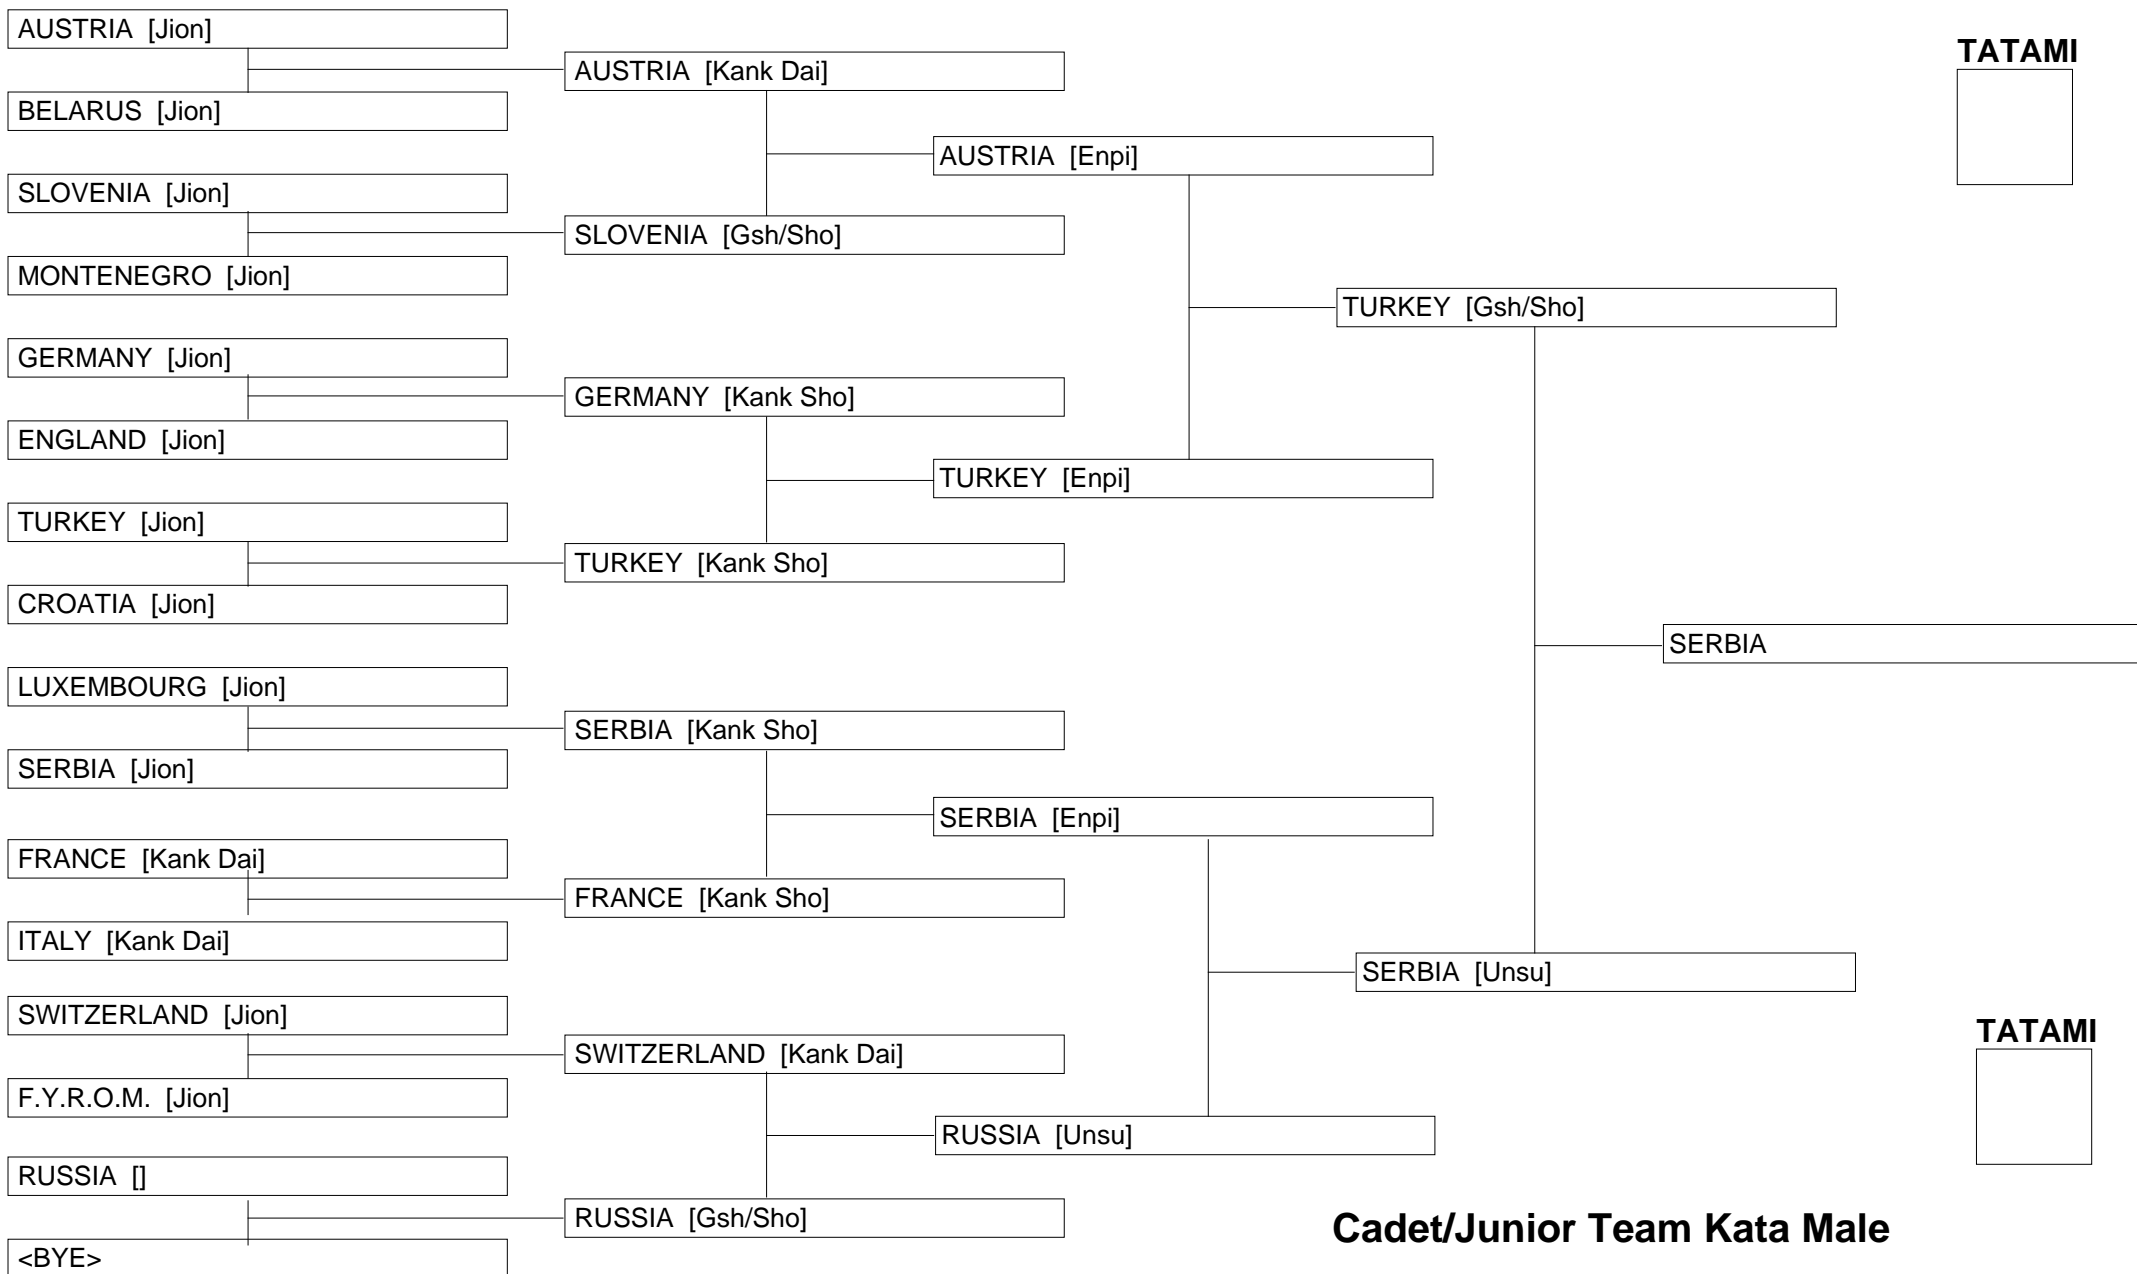 AUSTRIA [Jion]
BELARUS [Jion]
SLOVENIA [Jion]
MONTENEGRO [Jion]
GERMANY [Jion]
ENGLAND [Jion]
TURKEY [Jion]
CROATIA [Jion]
LUXEMBOURG [Jion]
SERBIA [Jion]
FRANCE [Kank Dai]
ITALY [Kank Dai]
SWITZERLAND [Jion]
F.Y.R.O.M. [Jion]
RUSSIA []
<BYE>
AUSTRIA [Kank Dai]
SLOVENIA [Gsh/Sho]
GERMANY [Kank Sho]
TURKEY [Kank Sho]
SERBIA [Kank Sho]
FRANCE [Kank Sho]
SWITZERLAND [Kank Dai]
RUSSIA [Gsh/Sho]
AUSTRIA [Enpi]
TURKEY [Enpi]
SERBIA [Enpi]
RUSSIA [Unsu]
TURKEY [Gsh/Sho]
SERBIA [Unsu]
SERBIA
TATAMI
TATAMI
Cadet/Junior Team Kata Male